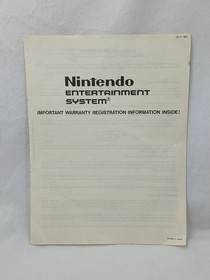 Nintendo
ENTERTAINMENT
SYSTEM®
IMPORTANT WARRANTY REGISTRATION INFORMATION INSIDE!